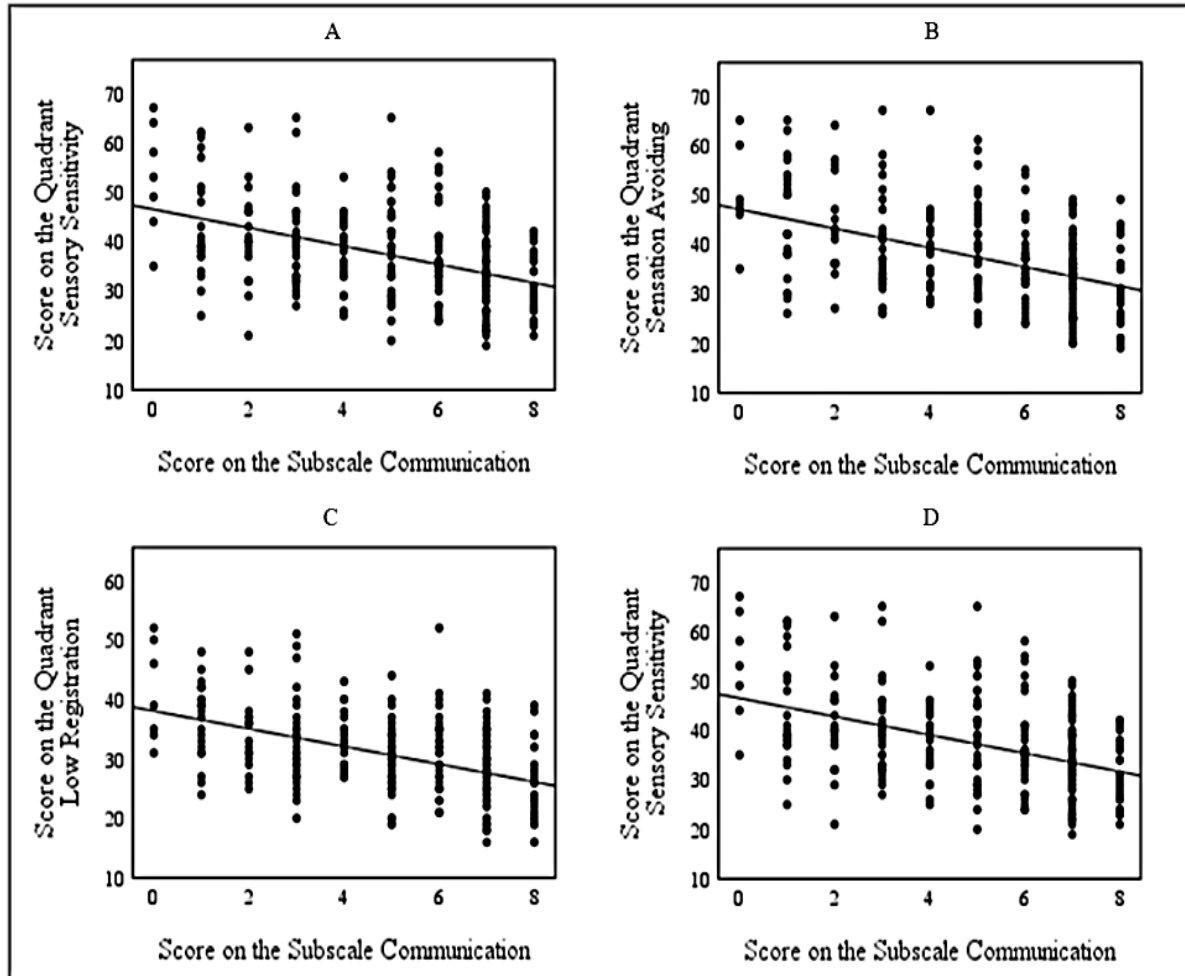 A
Score on the Quadrant
Sensory Sensitivity
70
60
50
40
30
20
10
0 2 4 6 8
Score on the Subscale Communication
B
Score on the Quadrant
Sensation Avoiding
70
60
50
40
30
20
10
0 2 4 6 8
Score on the Subscale Communication
C
Score on the Quadrant
Low Registration
60
50
40
30
20
10
0 2 4 6 8
Score on the Subscale Communication
D
Score on the Quadrant
Sensory Sensitivity
70
60
50
40
30
20
10
0 2 4 6 8
Score on the Subscale Communication